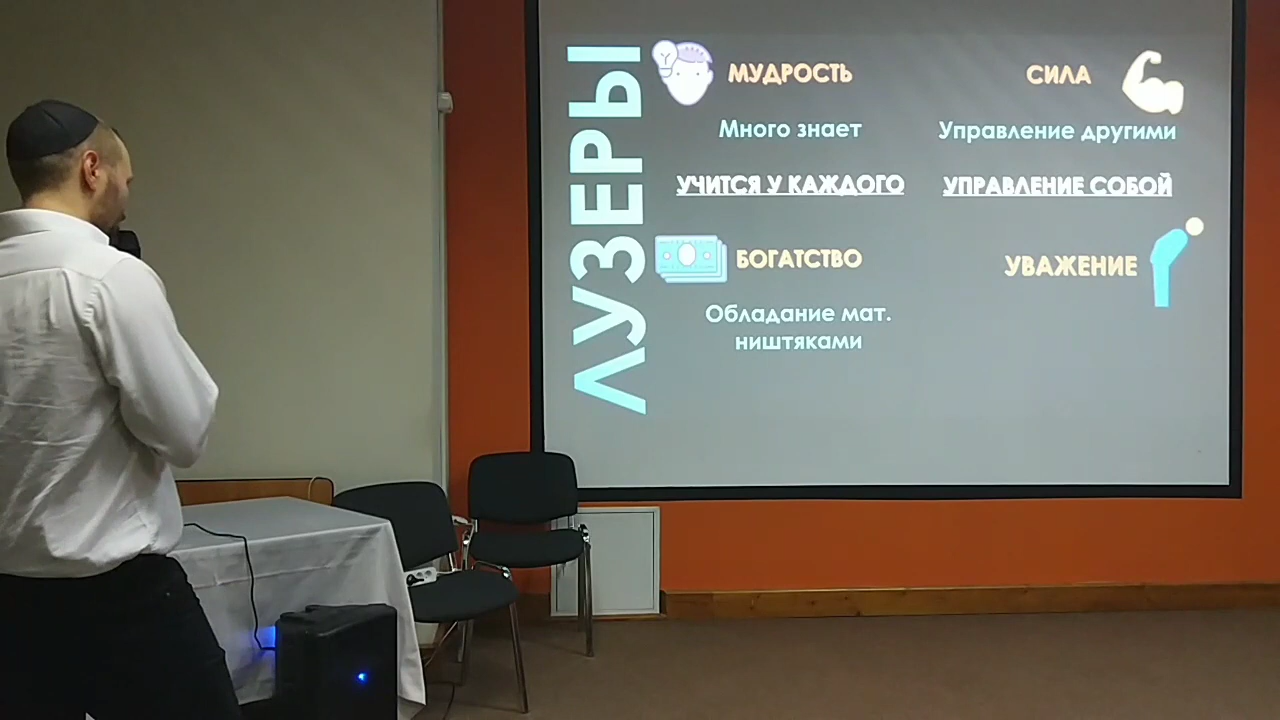 ЛУЗЕРЫ
МУДРОСТЬ
Много знает
УЧИТСЯ У КАЖДОГО
СИЛА
Управление другими
УПРАВЛЕНИЕ СОБОЙ
БОГАТСТВО
Обладание мат.
ништяками
УВАЖЕНИЕ